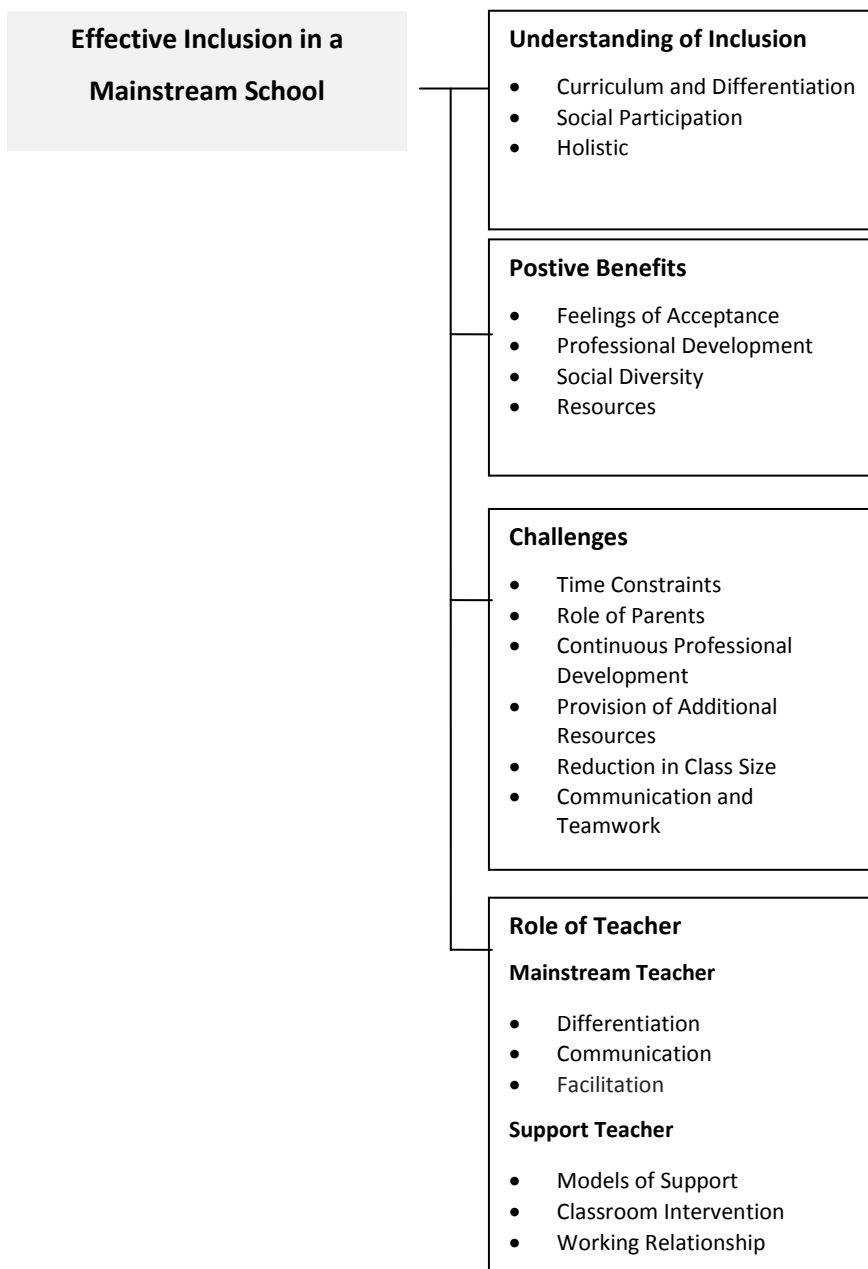 Effective Inclusion in a
Mainstream School
Understanding of Inclusion
• Curriculum and Differentiation
• Social Participation
• Holistic
Postive Benefits
• Feelings of Acceptance
• Professional Development
• Social Diversity
• Resources
Challenges
• Time Constraints
• Role of Parents
• Continuous Professional
Development
• Provision of Additional
Resources
• Reduction in Class Size
• Communication and
Teamwork
Role of Teacher
Mainstream Teacher
• Differentiation
• Communication
• Facilitation
Support Teacher
• Models of Support
• Classroom Intervention
• Working Relationship